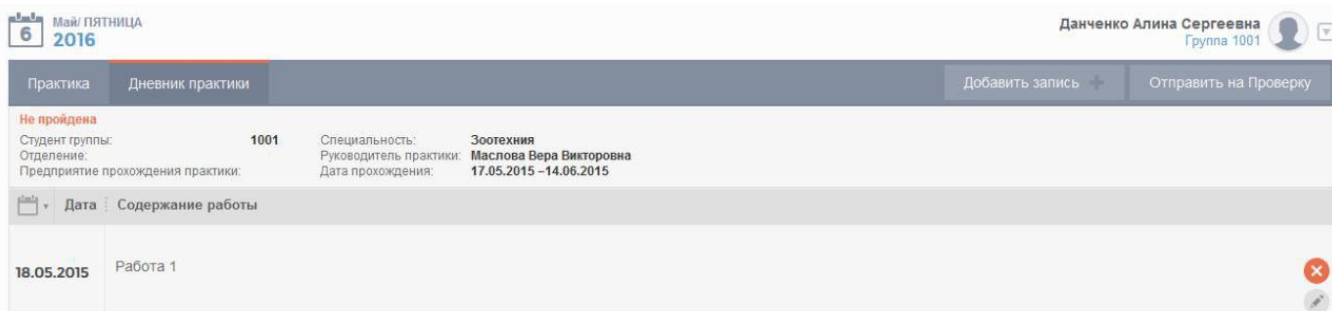 6 Май/ ПЯТНИЦА
2016
Данченко Алина Сергеевна
Группа 1001
Практика Дневник практики Добавить запись Отправить на Проверку
Не пройдена
Студент группы: 1001 Специальность: Зоотехния
Отделение: Руководитель практики: Маслова Вера Викторовна
Предприятие прохождения практики: Дата прохождения: 17.05.2015 –14.06.2015
Дата Содержание работы
18.05.2015 Работа 1